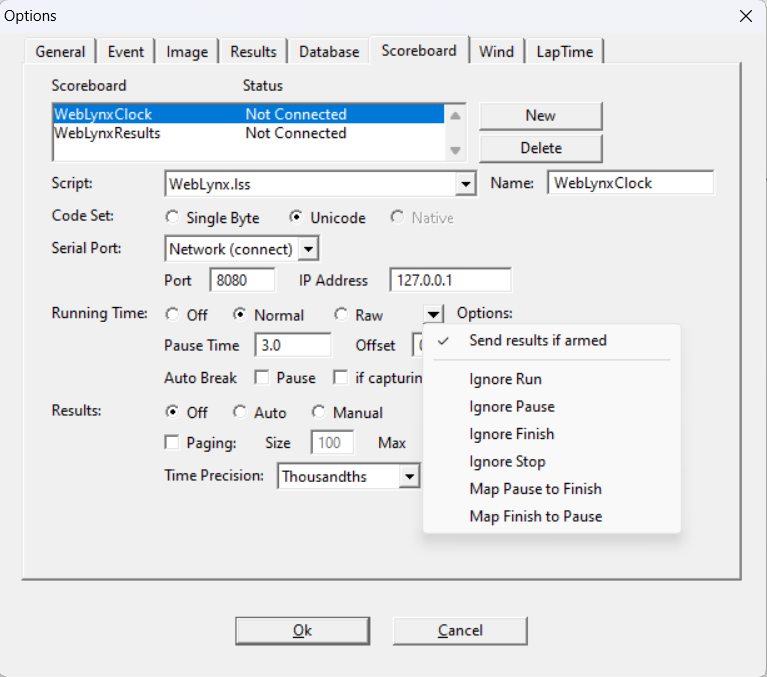 Options
General Event Image Results Database Scoreboard Wind LapTime
Scoreboard Status
WebLynxClock Not Connected New
WebLynxResults Not Connected
Delete
Script: WebLynx.lss Name: WebLynxClock
Code Set: Single Byte Unicode Native
Serial Port: Network (connect)
Port 8080 IP Address 127.0.0.1
Running Time: Off Normal Raw Options:
Pause Time 3.0 Offset
Send results if armed
Auto Break Pause if capturin
Ignore Run
Ignore Pause
Results: Off Auto Manual
Ignore Finish
Paging: Size 100 Max
Ignore Stop
Time Precision: Thousandths
Map Pause to Finish
Map Finish to Pause
Ok Cancel